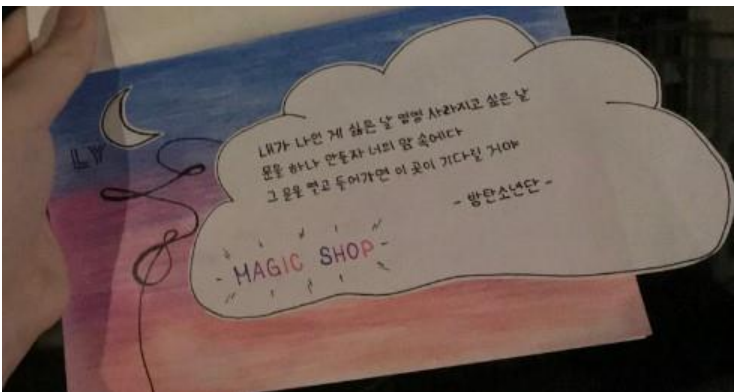 LY
내가 나인 게 싫은 날 영영 사라지고 싶은 날
문을 하나 만들자 너의 맘 속에다
그 문을 열고 들어가면 이 곳이 기다릴 거야
- 방탄소년단 -
- MAGIC SHOP -